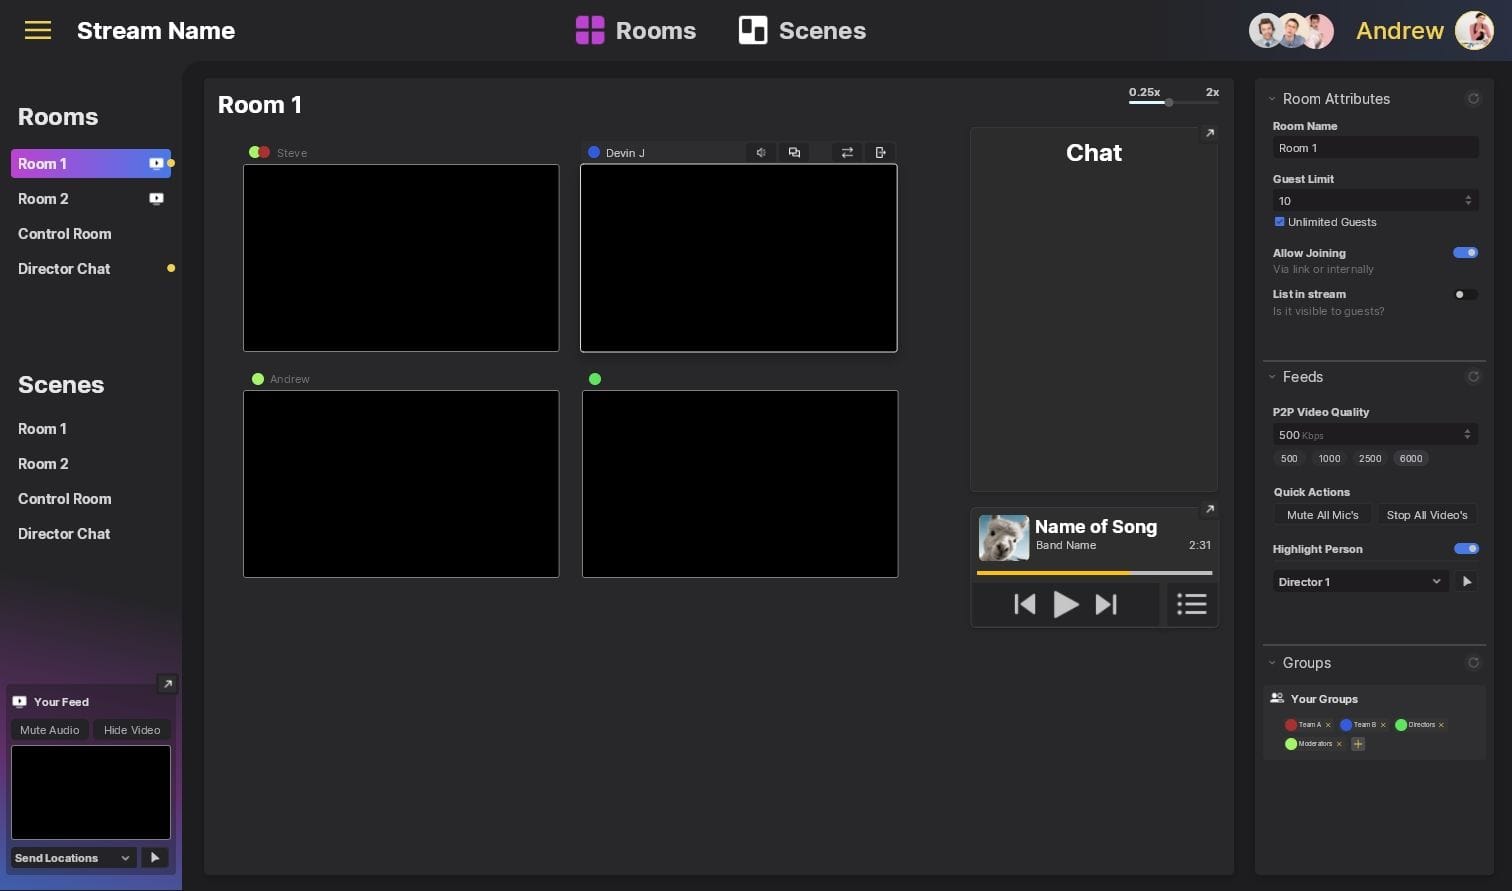 Stream Name
Rooms
Scenes
Andrew
Rooms
Room 1
Room 2
Control Room
Director Chat
Scenes
Room 1
Room 2
Control Room
Director Chat
Your Feed
Mute Audio
Hide Video
Send Locations
Room 1
0.25x
2x
Steve
Devin J
Andrew
Chat
Name of Song
Band Name
2:31
Room Attributes
Room Name
Room 1
Guest Limit
10
Unlimited Guests
Allow Joining
Via link or internally
List in stream
Is it visible to guests?
Feeds
P2P Video Quality
500 Kbps
500 1000 2500 6000
Quick Actions
Mute All Mic's
Stop All Video's
Highlight Person
Director 1
Groups
Your Groups
Team A × Team B × Directors ×
Moderators × +